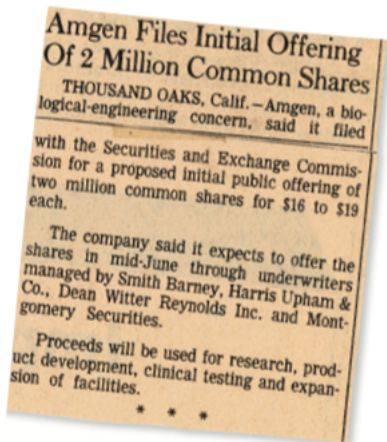 Amgen Files Initial Offering
Of 2 Million Common Shares
THOUSAND OAKS, Calif.—Amgen, a bio-
logical-engineering concern, said it filed
with the Securities and Exchange Commis-
sion for a proposed initial public offering of
two million common shares for $16 to $19
each.
The company said it expects to offer the
shares in mid-June through underwriters
managed by Smith Barney, Harris Upham &
Co., Dean Witter Reynolds Inc. and Mont-
gomery Securities.
Proceeds will be used for research, prod-
uct development, clinical testing and expan-
sion of facilities.
* * *